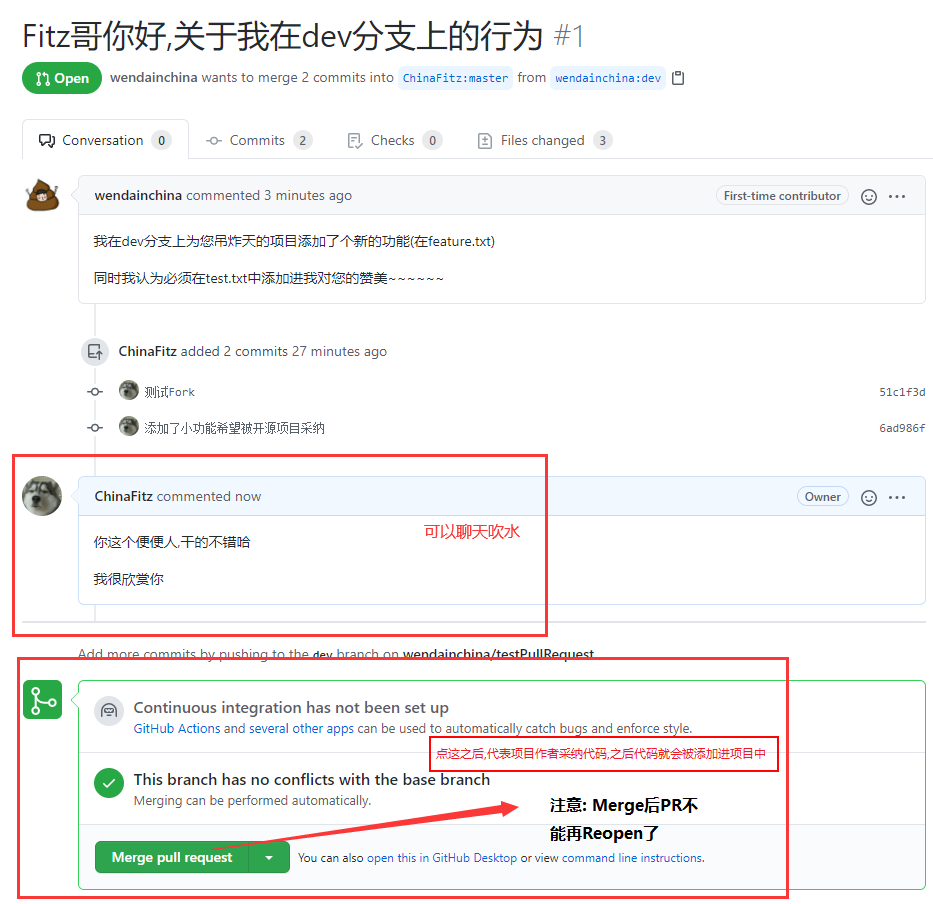 Fitz哥你好,关于我在dev分支上的行为 #1
Open wendainchina wants to merge 2 commits into ChinaFitz:master from wendainchina:dev
Conversation 0 Commits 2 Checks 0 Files changed 3
wendainchina commented 3 minutes ago First-time contributor
我在dev分支上为您吊炸天的项目添加了个新的功能(在feature.txt)
同时我认为必须在test.txt中添加进我对您的赞美~~~~~~
ChinaFitz added 2 commits 27 minutes ago
测试Fork 51c1f3d
添加了小功能希望被开源项目采纳 6ad986f
ChinaFitz commented now Owner
可以聊天吹水
你这个便便人,干的不错哈
我很欣赏你
Add more commits by pushing to the dev branch on wendainchina/testPullRequest.
Continuous integration has not been set up
GitHub Actions and several other apps can be used to automatically catch bugs and enforce style.
点这之后,代表项目作者采纳代码,之后代码就会被添加进项目中
This branch has no conflicts with the base branch
Merging can be performed automatically.
注意: Merge后PR不
能再Reopen了
Merge pull request You can also open this in GitHub Desktop or view command line instructions.